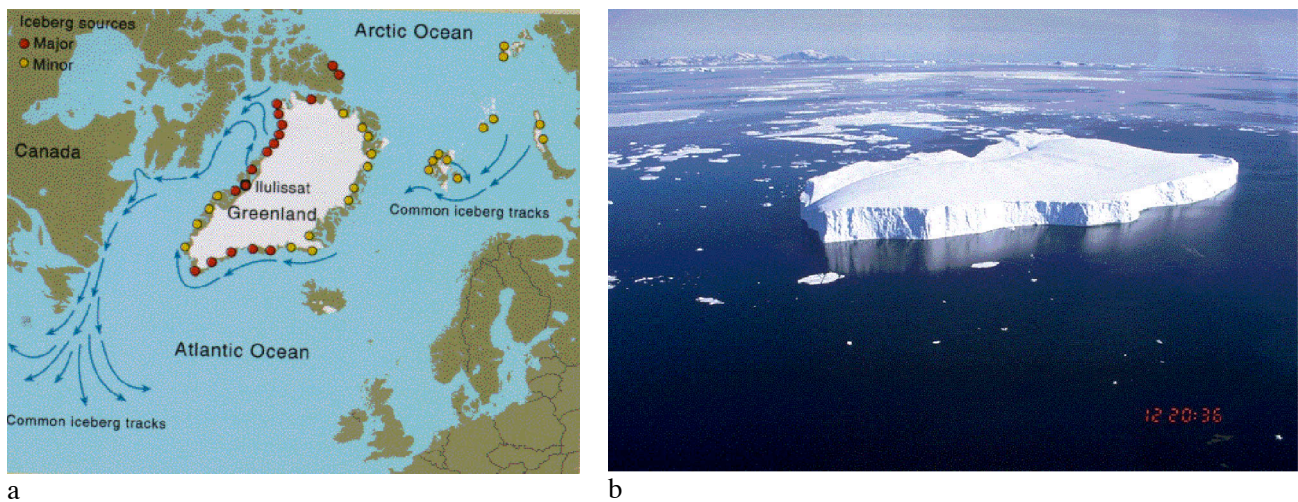 Iceberg sources
Major
Minor
Arctic Ocean
Canada
Ilulissat
Greenland
Common iceberg tracks
Atlantic Ocean
Common iceberg tracks
12 20:36
a
b